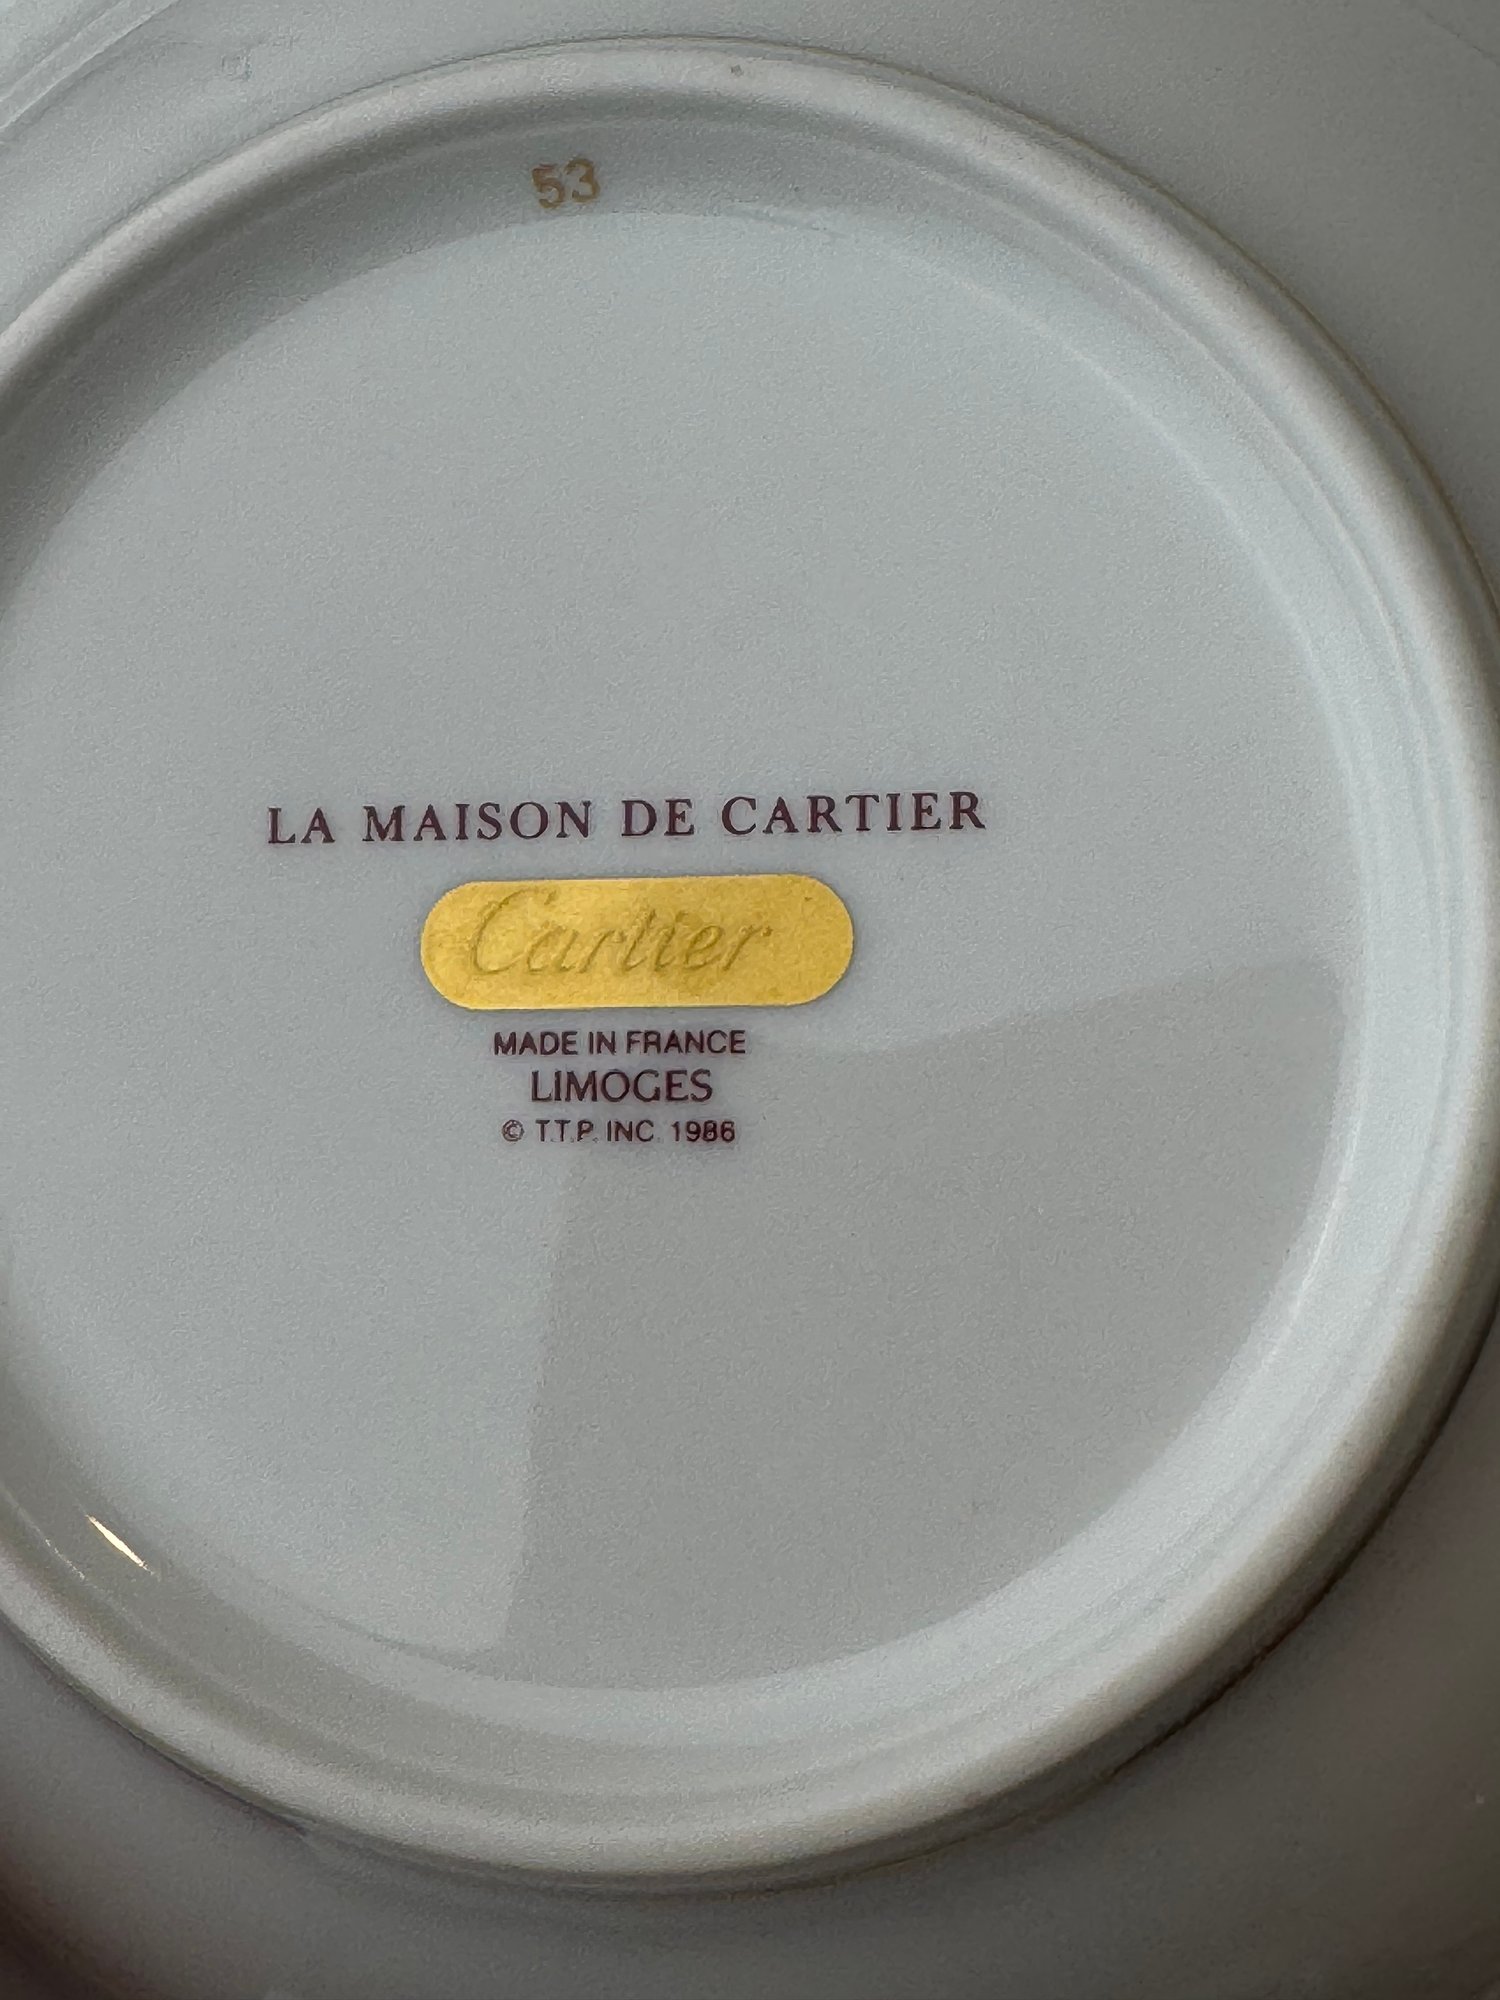 53
LA MAISON DE CARTIER
Cartier
MADE IN FRANCE
LIMOGES
© T.T.P. INC. 1986